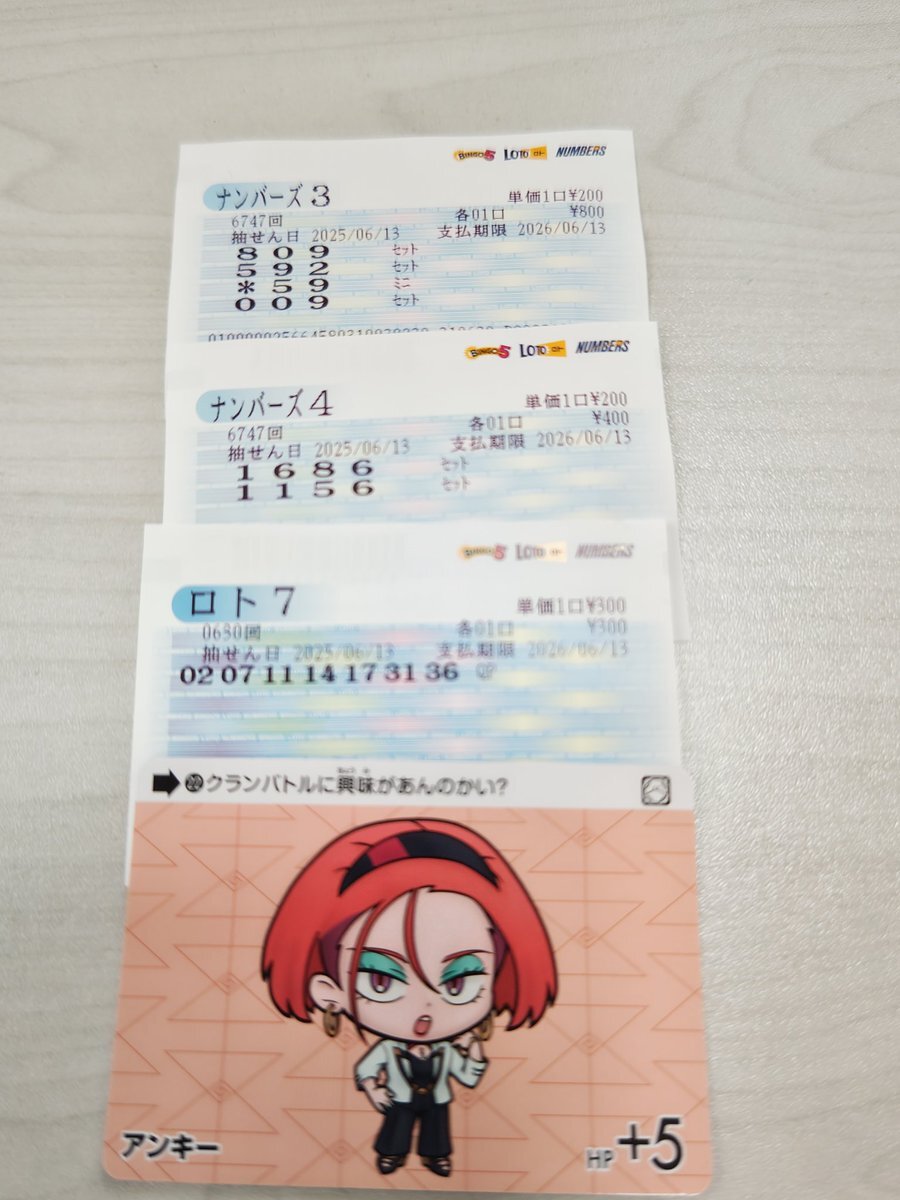 BINGO5 LOTO ロト NUMBERS
ナンバーズ3 単価1口¥200
6747回 各01口 ¥800
抽せん日 2025/06/13 支払期限 2026/06/13
809 セット
592 セット
*59 ミニ
009 セット
BINGO5 LOTO ロト NUMBERS
ナンバーズ4 単価1口¥200
6747回 各01口 ¥400
抽せん日 2025/06/13 支払期限 2026/06/13
1686 セット
1156 セット
BINGO5 LOTO ロト NUMBERS
ロト7 単価1口¥300
0630回 各01口 ¥300
抽せん日 2025/06/13 支払期限 2026/06/13
02 07 11 14 17 31 36 QP
クランバトルに興味があんのかい?
アンキー HP+5